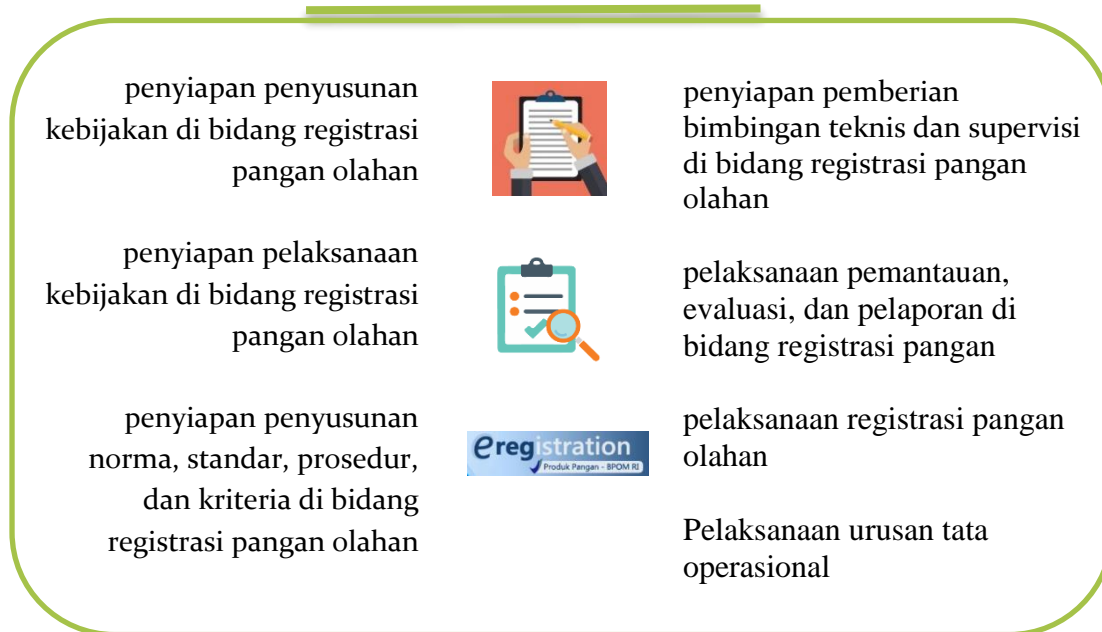 penyiapan penyusunan
kebijakan di bidang registrasi
pangan olahan
penyiapan pelaksanaan
kebijakan di bidang registrasi
pangan olahan
penyiapan penyusunan
norma, standar, prosedur,
dan kriteria di bidang
registrasi pangan olahan
eregistration
Produk Pangan - BPOM RI
penyiapan pemberian
bimbingan teknis dan supervisi
di bidang registrasi pangan
olahan
pelaksanaan pemantauan,
evaluasi, dan pelaporan di
bidang registrasi pangan
pelaksanaan registrasi pangan
olahan
Pelaksanaan urusan tata
operasional